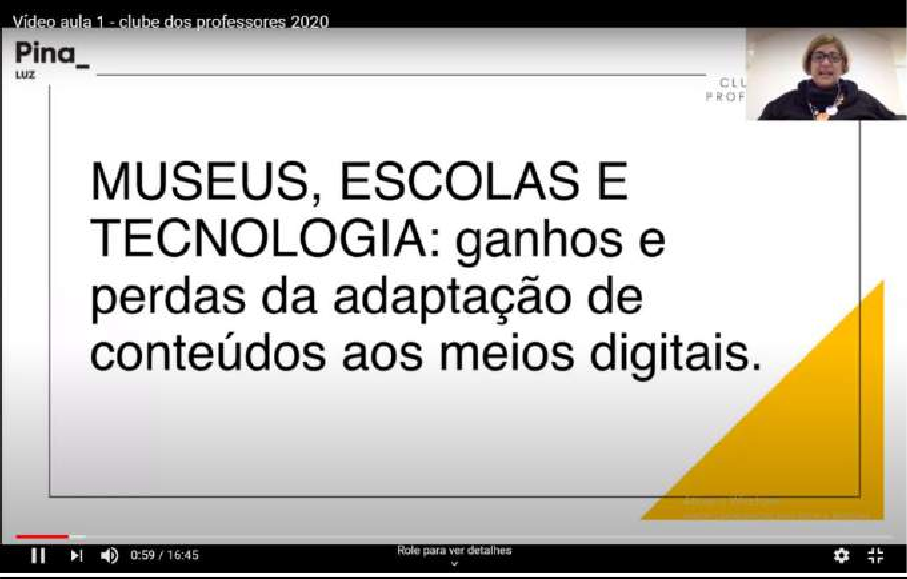 Vídeo aula 1 - clube dos professores 2020
Pina_
LUZ
CLU
PROF
MUSEUS, ESCOLAS E
TECNOLOGIA: ganhos e
perdas da adaptação de
conteúdos aos meios digitais.
0:59 / 16:45
Role para ver detalhes